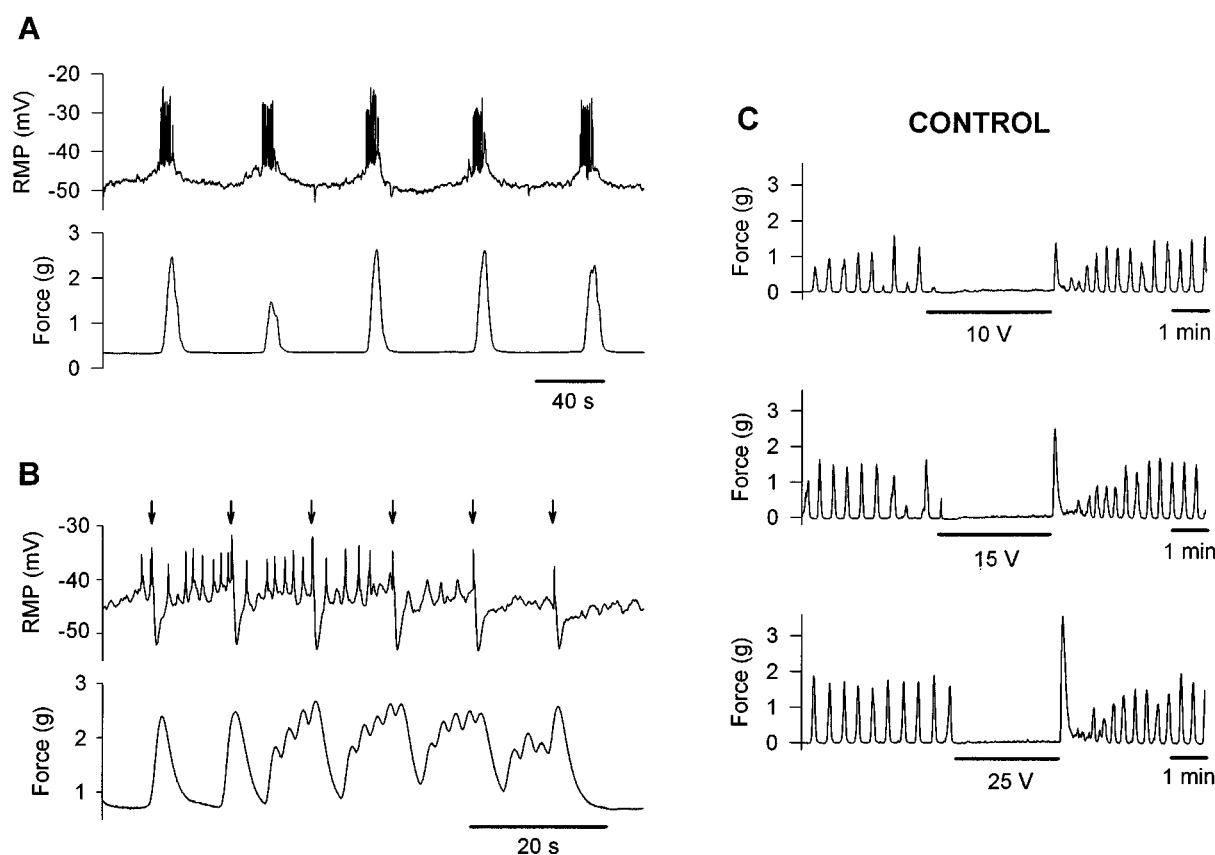 A
RMP (mV)
-20
-30
-40
-50
Force (g)
3
2
1
0
40 s
B
RMP (mV)
-30
-40
-50
Force (g)
3
2
1
20 s
C
CONTROL
Force (g)
3
2
1
0
10 V
1 min
Force (g)
3
2
1
0
15 V
1 min
Force (g)
3
2
1
0
25 V
1 min